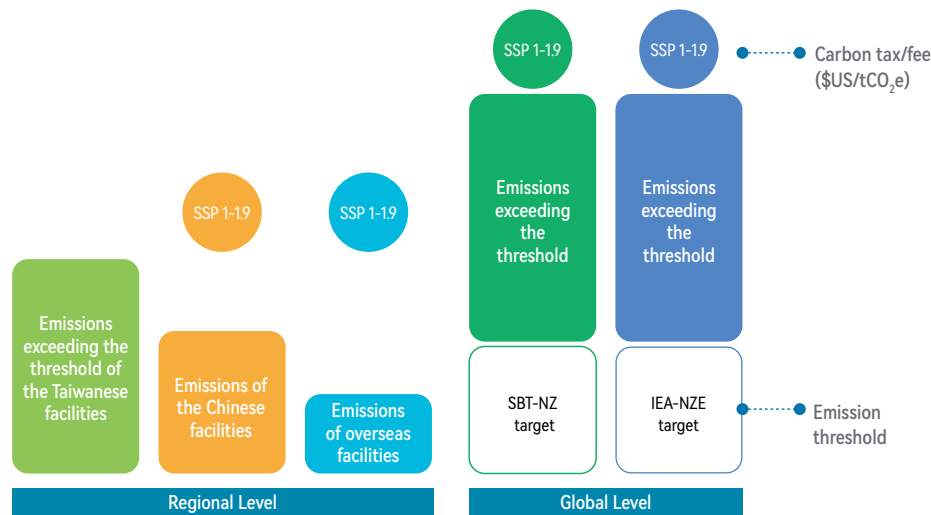 SSP 1-1.9
SSP 1-1.9
Carbon tax/fee
($US/tCO₂e)
SSP 1-1.9
SSP 1-1.9
Emissions
exceeding
the
threshold
Emissions
exceeding
the
threshold
Emissions
exceeding the
threshold of
the Taiwanese
facilities
Emissions of
the Chinese
facilities
Emissions
of overseas
facilities
SBT-NZ
target
IEA-NZE
target
Emission
threshold
Regional Level
Global Level